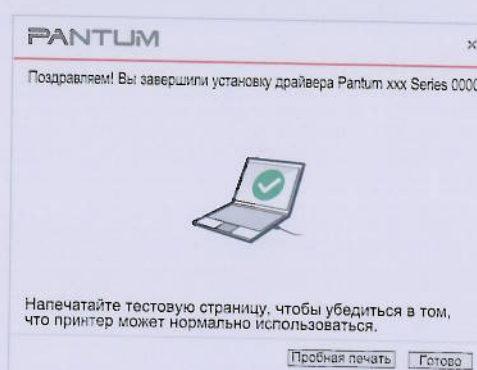 PANTUM
Поздравляем! Вы завершили установку драйвера Pantum xxx Series 0000
Напечатайте тестовую страницу, чтобы убедиться в том,
что принтер может нормально использоваться.
Пробная печать Готово